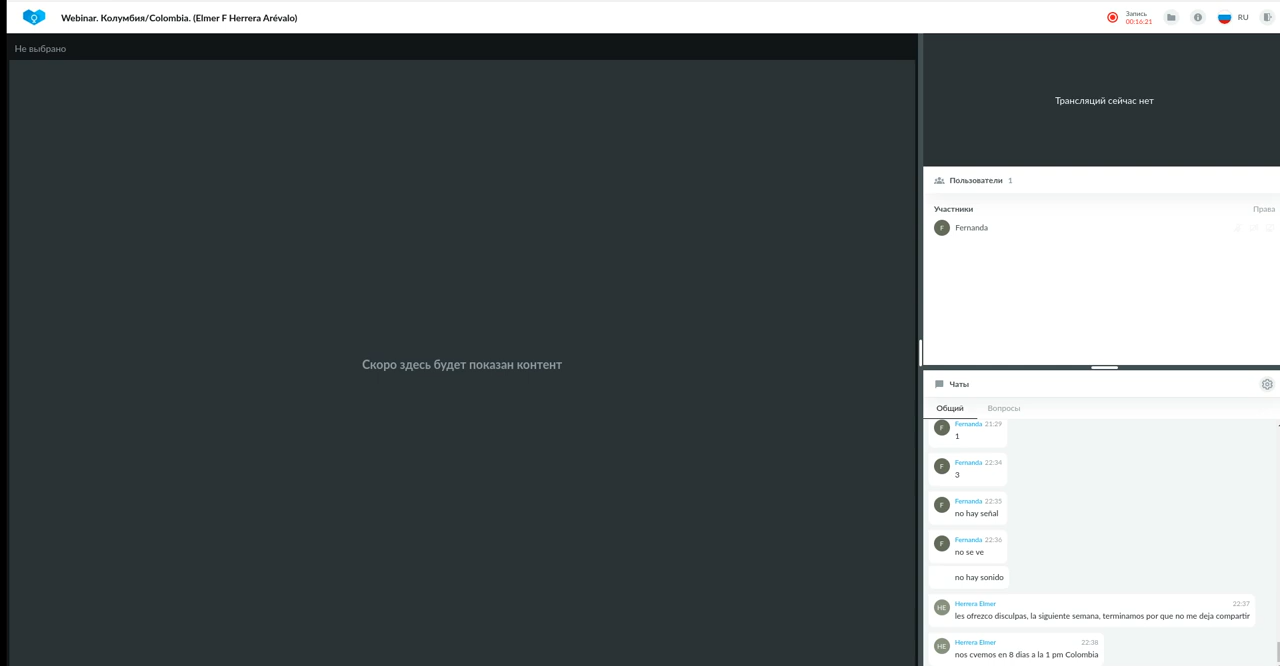 Webinar. Колумбия/Colombia. (Elmer F Herrera Arévalo)
Запись
00:16:21
RU
Не выбрано
Скоро здесь будет показан контент
Трансляций сейчас нет
Пользователи 1
Участники Права
F Fernanda
Чаты
Общий Вопросы
F Fernanda 21:29
1
F Fernanda 22:34
3
F Fernanda 22:35
no hay señal
F Fernanda 22:36
no se ve
no hay sonido
HE Herrera Elmer 22:37
les ofrezco disculpas, la siguiente semana, terminamos por que no me deja compartir
HE Herrera Elmer 22:38
nos cvemos en 8 dias a la 1 pm Colombia